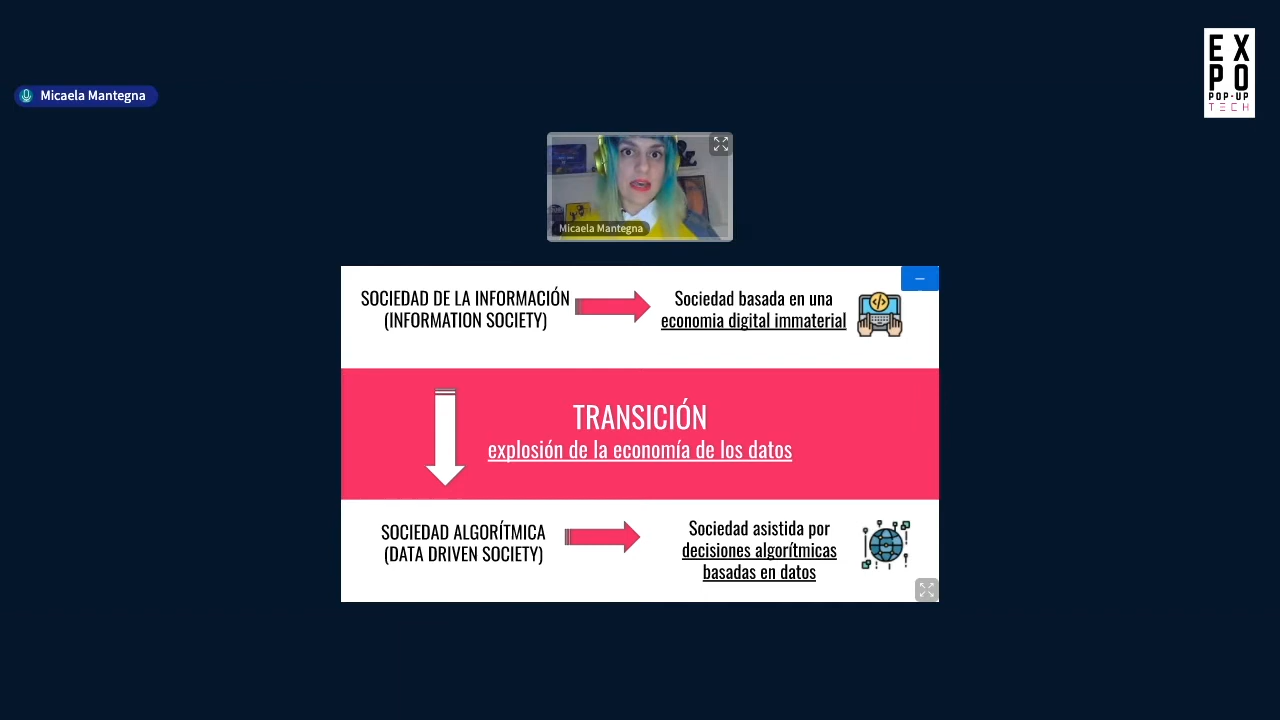 EX
PO
POP-UP
TECH
Micaela Mantegna
Micaela Mantegna
SOCIEDAD DE LA INFORMACIÓN
(INFORMATION SOCIETY)
Sociedad basada en una
economia digital immaterial
TRANSICIÓN
explosión de la economía de los datos
SOCIEDAD ALGORÍTMICA
(DATA DRIVEN SOCIETY)
Sociedad asistida por
decisiones algorítmicas
basadas en datos